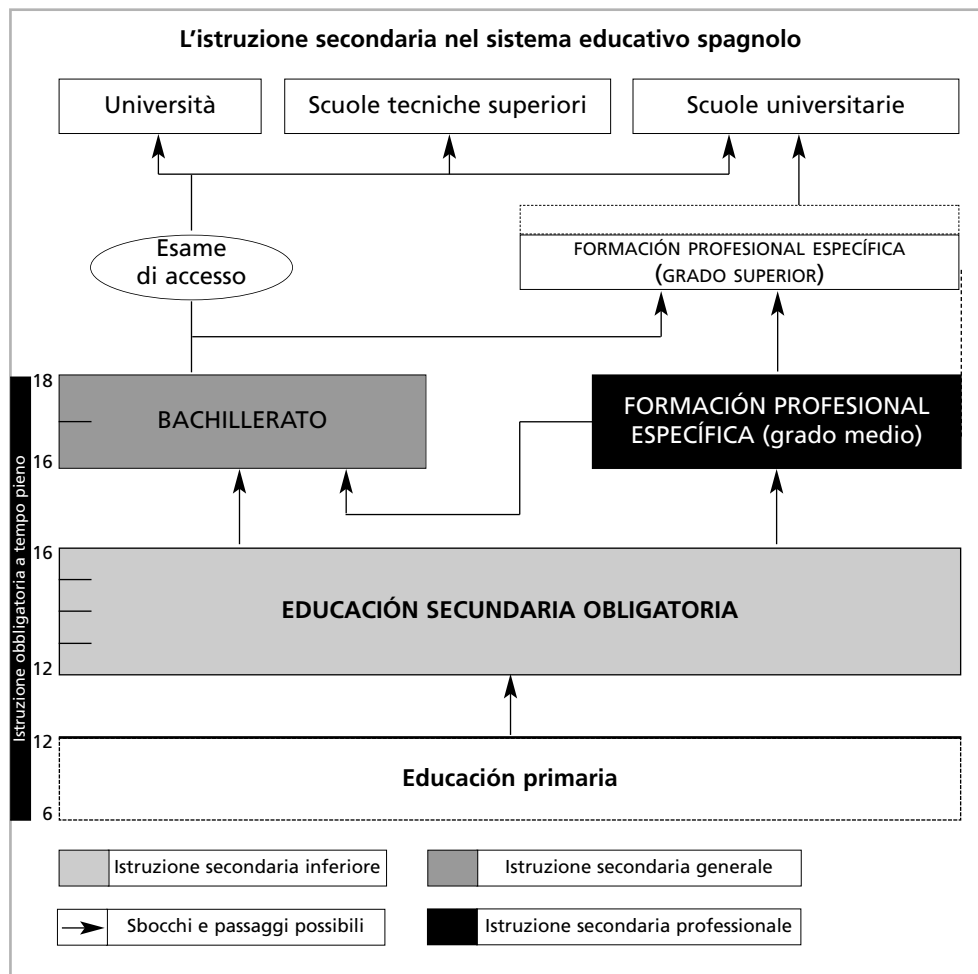 L'istruzione secondaria nel sistema educativo spagnolo
Università
Scuole tecniche superiori
Scuole universitarie
Esame
di accesso
FORMACIÓN PROFESIONAL ESPECÍFICA
(GRADO SUPERIOR)
18
BACHILLERATO
16
FORMACIÓN PROFESIONAL
ESPECÍFICA (grado medio)
Istruzione obbligatoria a tempo pieno
16
EDUCACIÓN SECUNDARIA OBLIGATORIA
12
12
Educación primaria
6
Istruzione secondaria inferiore
Istruzione secondaria generale
Sbocchi e passaggi possibili
Istruzione secondaria professionale